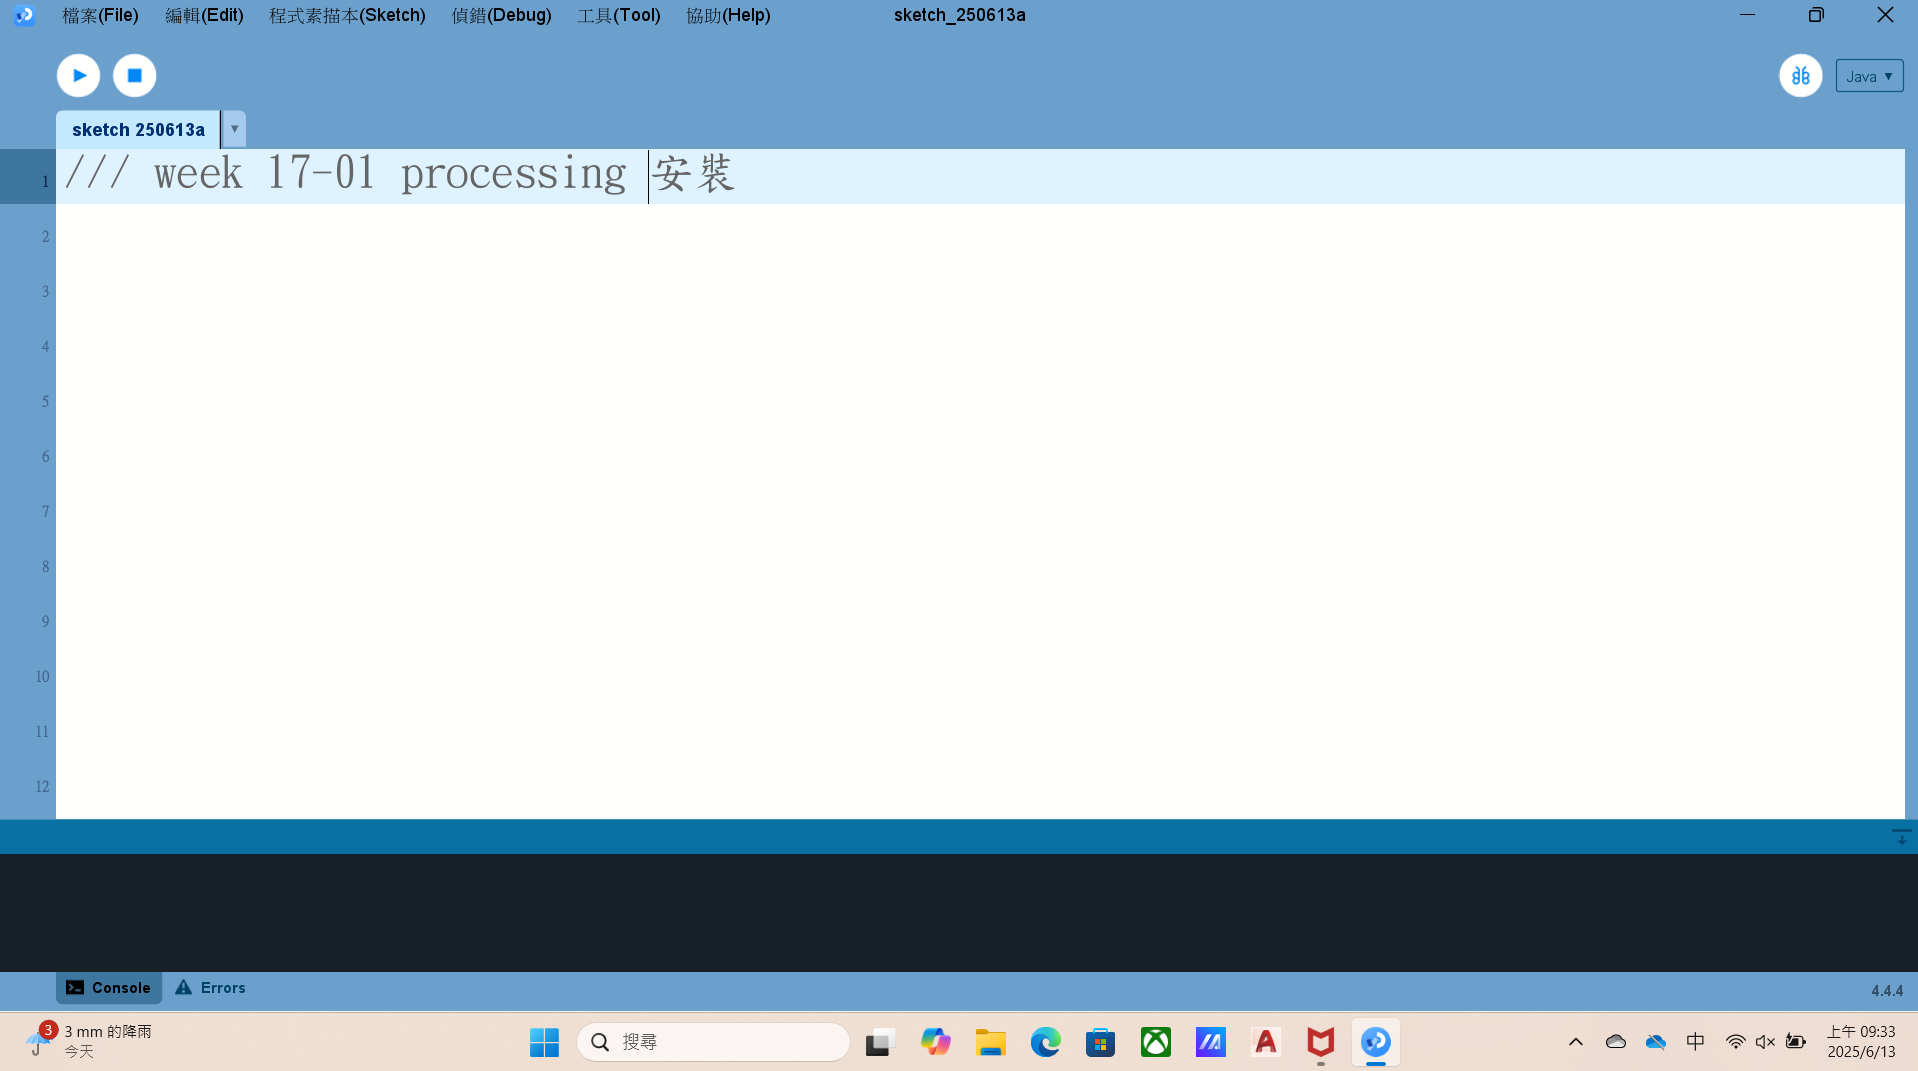 檔案(File) 編輯(Edit) 程式素描本(Sketch) 偵錯(Debug) 工具(Tool) 協助(Help) sketch_250613a
Java ▼
sketch 250613a ▼
1 /// week 17-01 processing 安裝
2
3
4
5
6
7
8
9
10
11
12
Console Errors
4.4.4
3 3 mm 的降雨
今天
搜尋
中
上午 09:33
2025/6/13